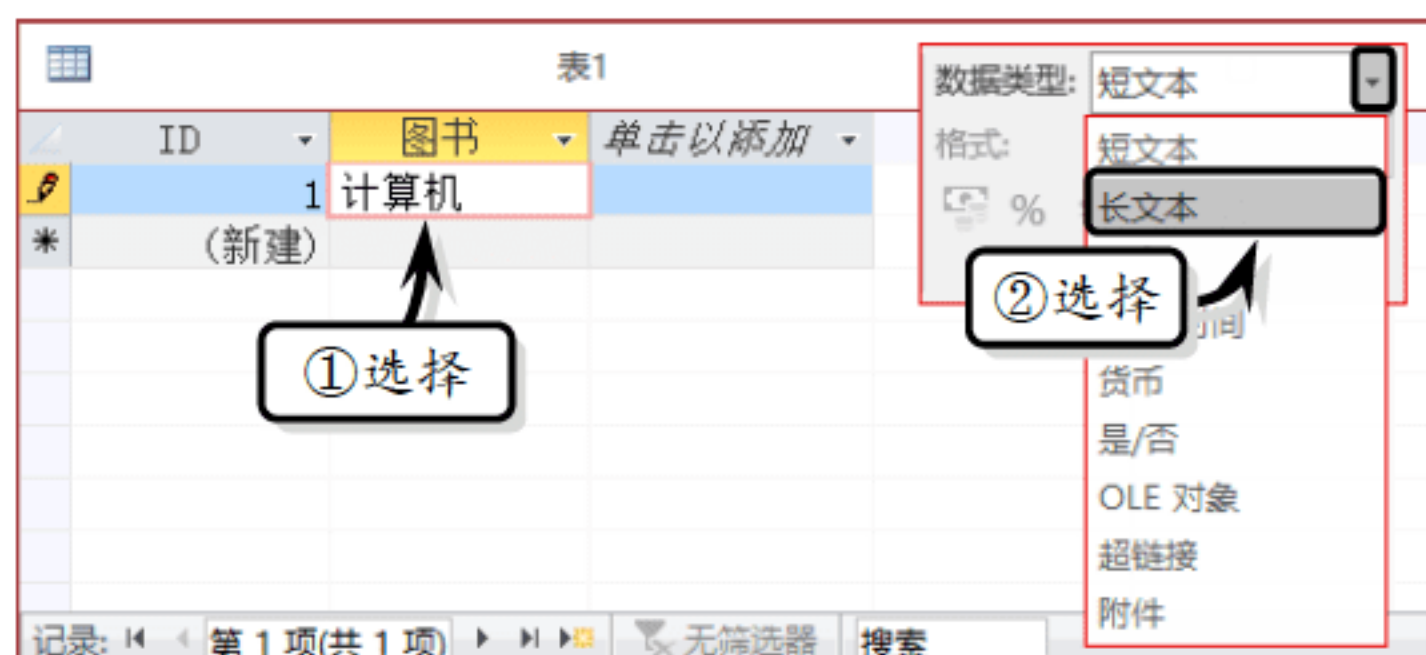 表1
数据类型: 短文本
ID 图书 单击以添加
格式:
短文本
1 计算机
长文本
%
(新建)
②选择
间
①选择
货币
是/否
OLE 对象
超链接
附件
记录: 第 1 项(共 1 项) 无筛选器 搜索